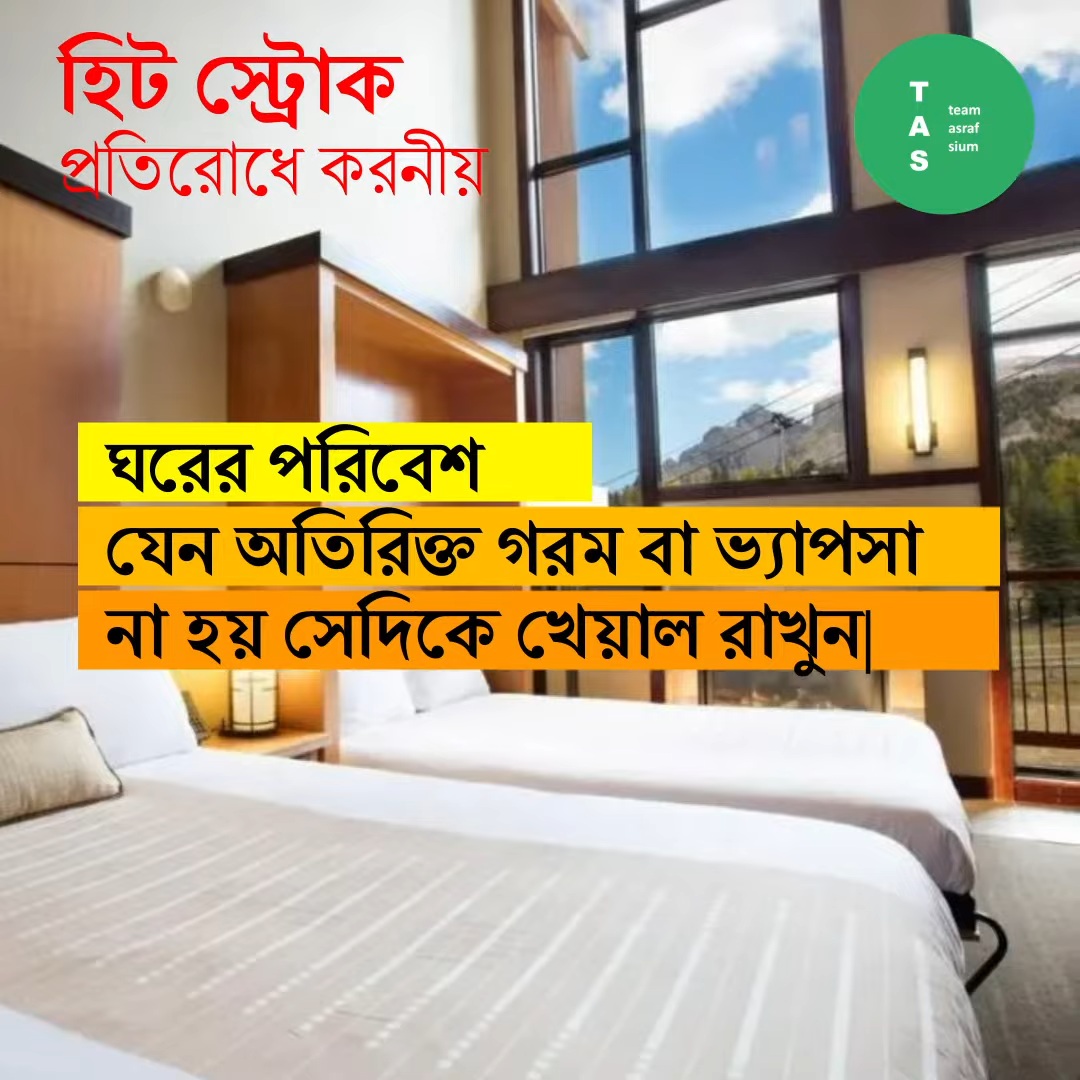 হিট স্ট্রোক
প্রতিরোধে করনীয়
T
A
S
team
asraf
sium
ঘরের পরিবেশ
যেন অতিরিক্ত গরম বা ভ্যাপসা
না হয় সেদিকে খেয়াল রাখুন|